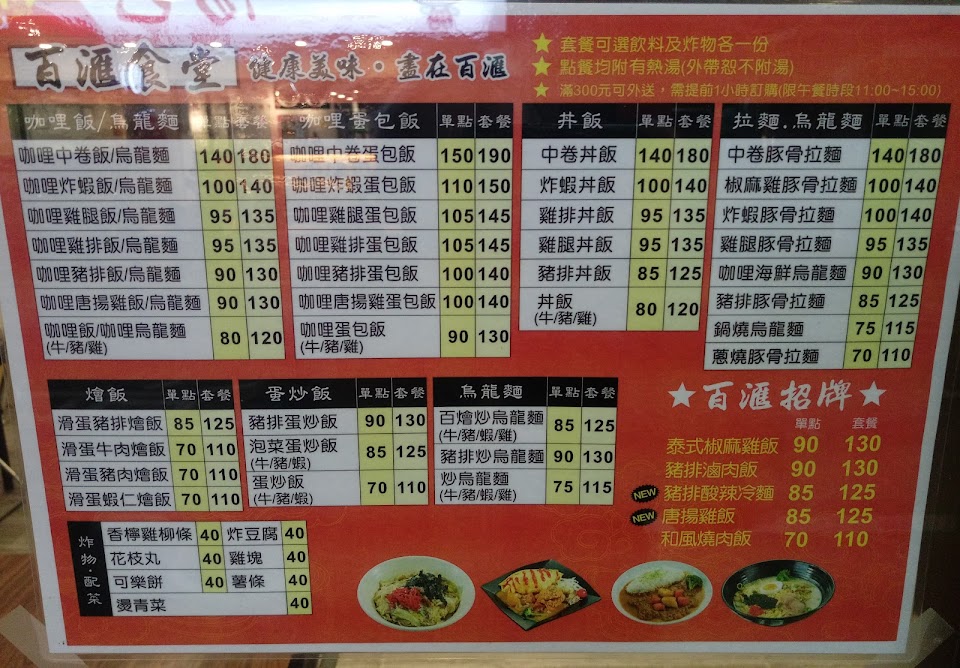 百滙食堂 健康美味・盡在百滙
★ 套餐可選飲料及炸物各一份
★ 點餐均附有熱湯(外帶恕不附湯)
★ 滿300元可外送，需提前1小時訂購(限午餐時段11:00~15:00)
咖哩飯/烏龍麵 單點 套餐
咖哩中卷飯/烏龍麵 140 180
咖哩炸蝦飯/烏龍麵 100 140
咖哩雞腿飯/烏龍麵 95 135
咖哩雞排飯/烏龍麵 95 135
咖哩豬排飯/烏龍麵 90 130
咖哩唐揚雞飯/烏龍麵 90 130
咖哩飯/咖哩烏龍麵 80 120
(牛/豬/雞)
咖哩蛋包飯 單點 套餐
咖哩中卷蛋包飯 150 190
咖哩炸蝦蛋包飯 110 150
咖哩雞腿蛋包飯 105 145
咖哩雞排蛋包飯 105 145
咖哩豬排蛋包飯 100 140
咖哩唐揚雞蛋包飯 100 140
咖哩蛋包飯 90 130
(牛/豬/雞)
丼飯 單點 套餐
中卷丼飯 140 180
炸蝦丼飯 100 140
雞排丼飯 95 135
雞腿丼飯 95 135
豬排丼飯 85 125
丼飯 80 120
(牛/豬/雞)
拉麵.烏龍麵 單點 套餐
中卷豚骨拉麵 140 180
椒麻雞豚骨拉麵 100 140
炸蝦豚骨拉麵 100 140
雞腿豚骨拉麵 95 135
咖哩海鮮烏龍麵 90 130
豬排豚骨拉麵 85 125
鍋燒烏龍麵 75 115
蔥燒豚骨拉麵 70 110
燴飯 單點 套餐
滑蛋豬排燴飯 85 125
滑蛋牛肉燴飯 70 110
滑蛋豬肉燴飯 70 110
滑蛋蝦仁燴飯 70 110
蛋炒飯 單點 套餐
豬排蛋炒飯 90 130
泡菜蛋炒飯 85 125
(牛/豬/蝦)
蛋炒飯 70 110
(牛/豬/蝦)
烏龍麵 單點 套餐
百燴炒烏龍麵 85 125
(牛/豬/蝦/雞)
豬排炒烏龍麵 90 130
炒烏龍麵 75 115
(牛/豬/蝦/雞)
★百滙招牌★
單點 套餐
泰式椒麻雞飯 90 130
豬排滷肉飯 90 130
NEW 豬排酸辣冷麵 85 125
NEW 唐揚雞飯 85 125
和風燒肉飯 70 110
炸物・配菜
香檸雞柳條 40 炸豆腐 40
花枝丸 40 雞塊 40
可樂餅 40 薯條 40
燙青菜 40